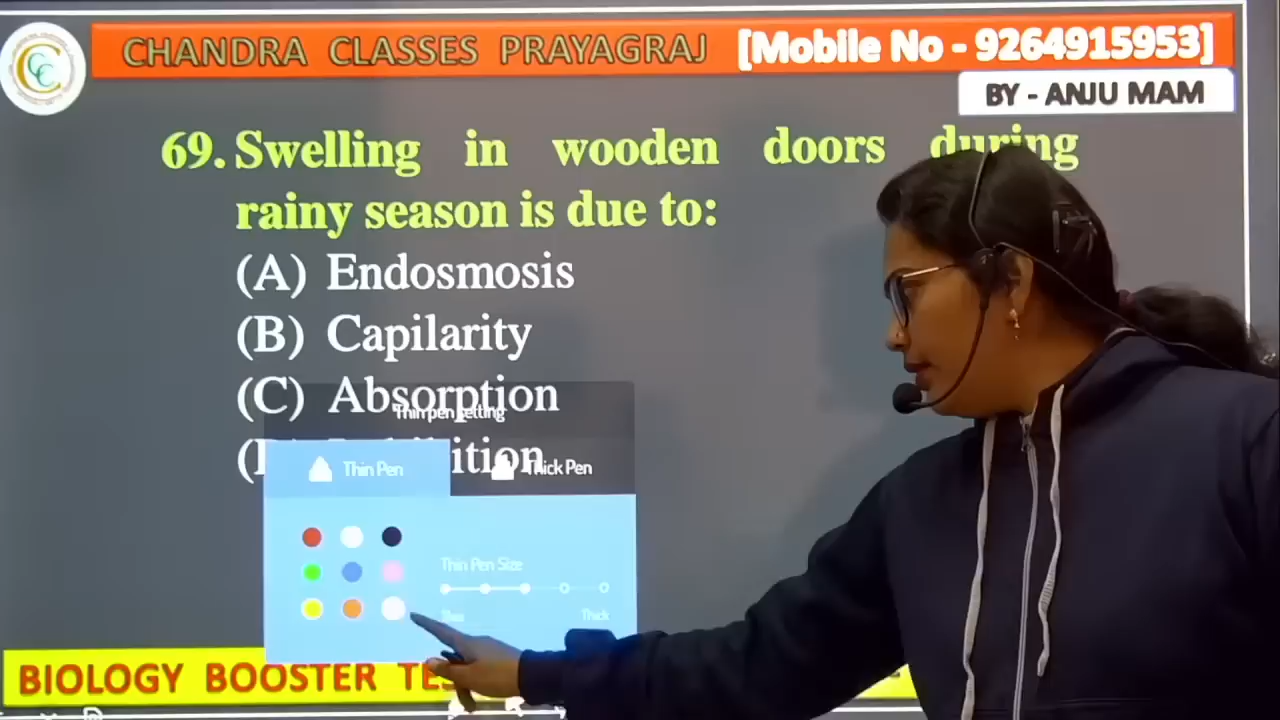 CHANDRA CLASSES PRAYAGRAJ [Mobile No - 9264915953]
BY - ANJU MAM
69. Swelling in wooden doors during
rainy season is due to:
(A) Endosmosis
(B) Capilarity
(C) Absorption
Thin pen setting
Thin Pen
Thick Pen
Thin Pen Size
Thick
BIOLOGY BOOSTER